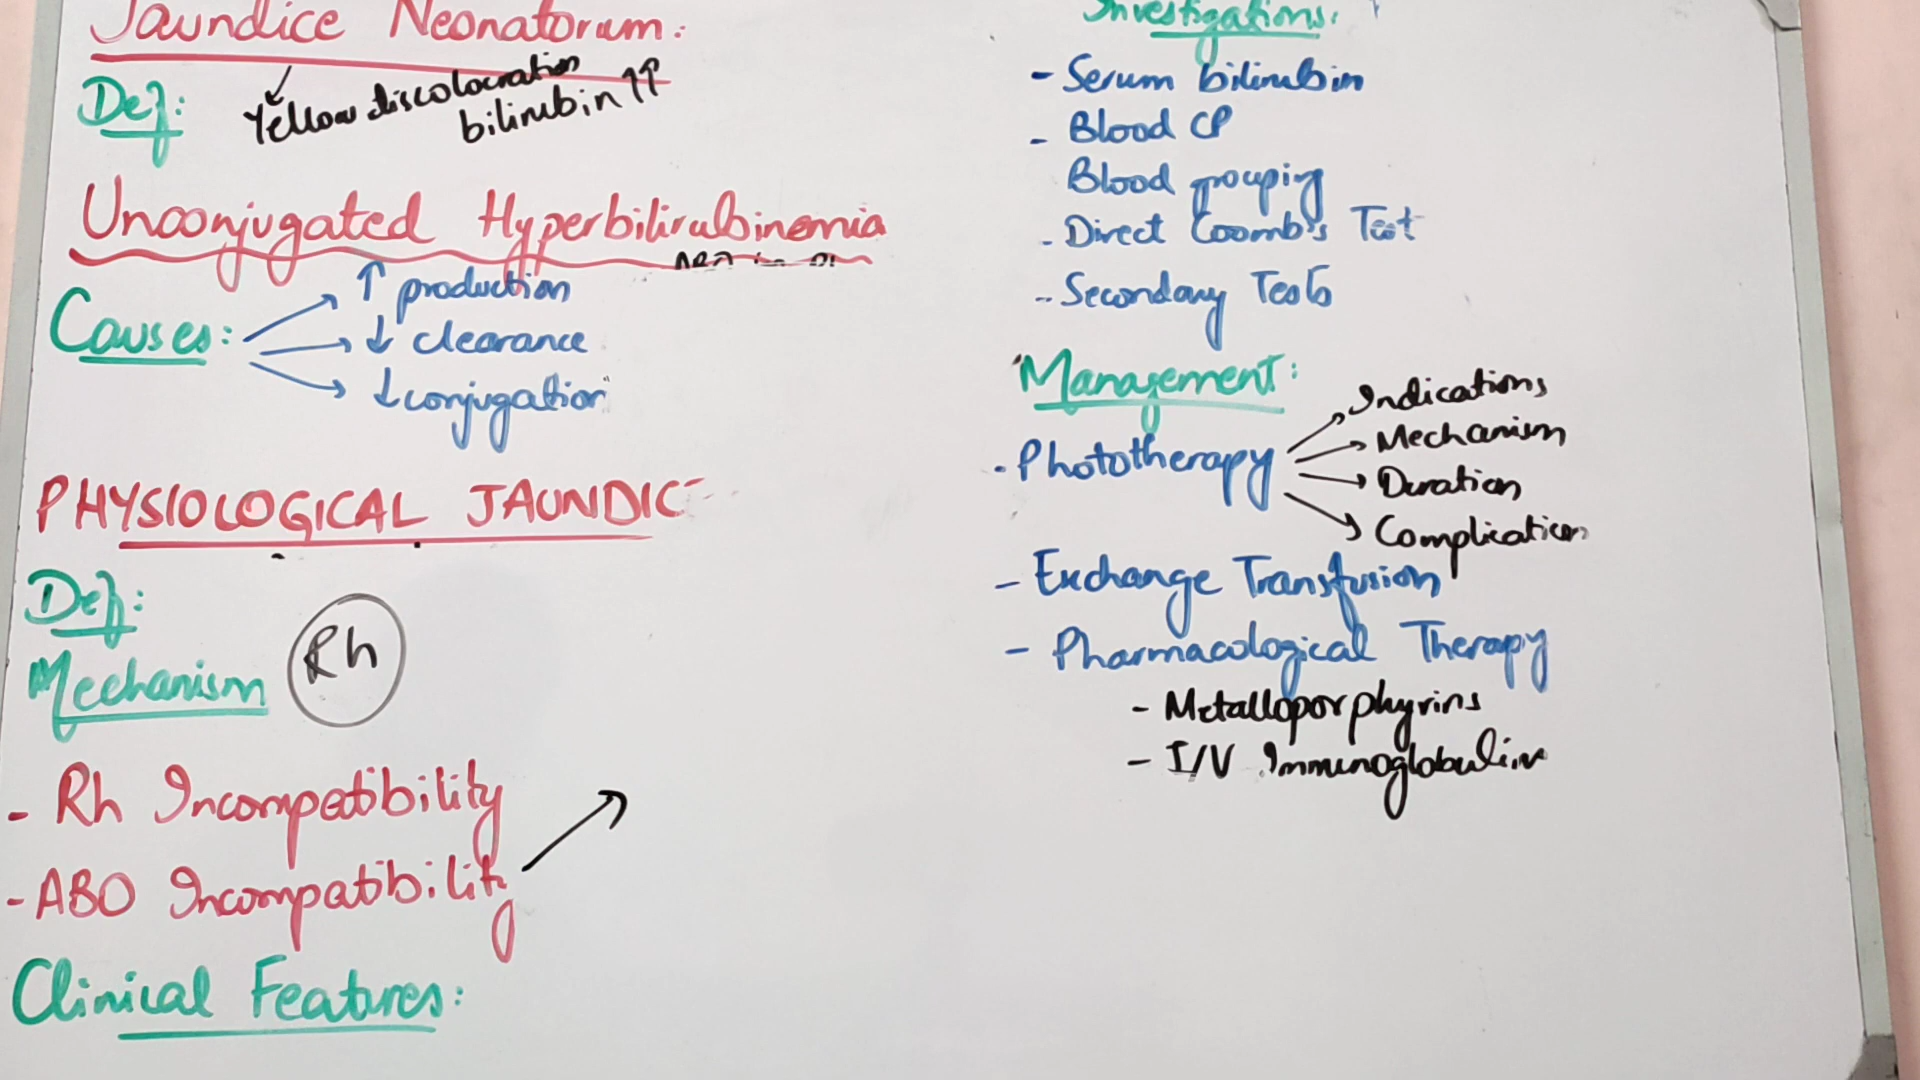 Jaundice Neonatorum:
Def: Yellow discolouration
bilirubin ↑↑
Unconjugated Hyperbilirubinemia
Causes: ↑ production
↓ clearance
↓ conjugation
PHYSIOLOGICAL JAUNDIC
Def:
Mechanism Rh
- Rh Incompatibility
- ABO Incompatibility
Clinical Features:
Investigations:
- Serum bilirubin
- Blood CP
Blood grouping
- Direct Coomb's Test
- Secondary Tests
Management:
- Phototherapy → Indications
→ Mechanism
→ Duration
→ Complication
- Exchange Transfusion
- Pharmacological Therapy
- Metalloporphyrins
- I/V Immunoglobulin